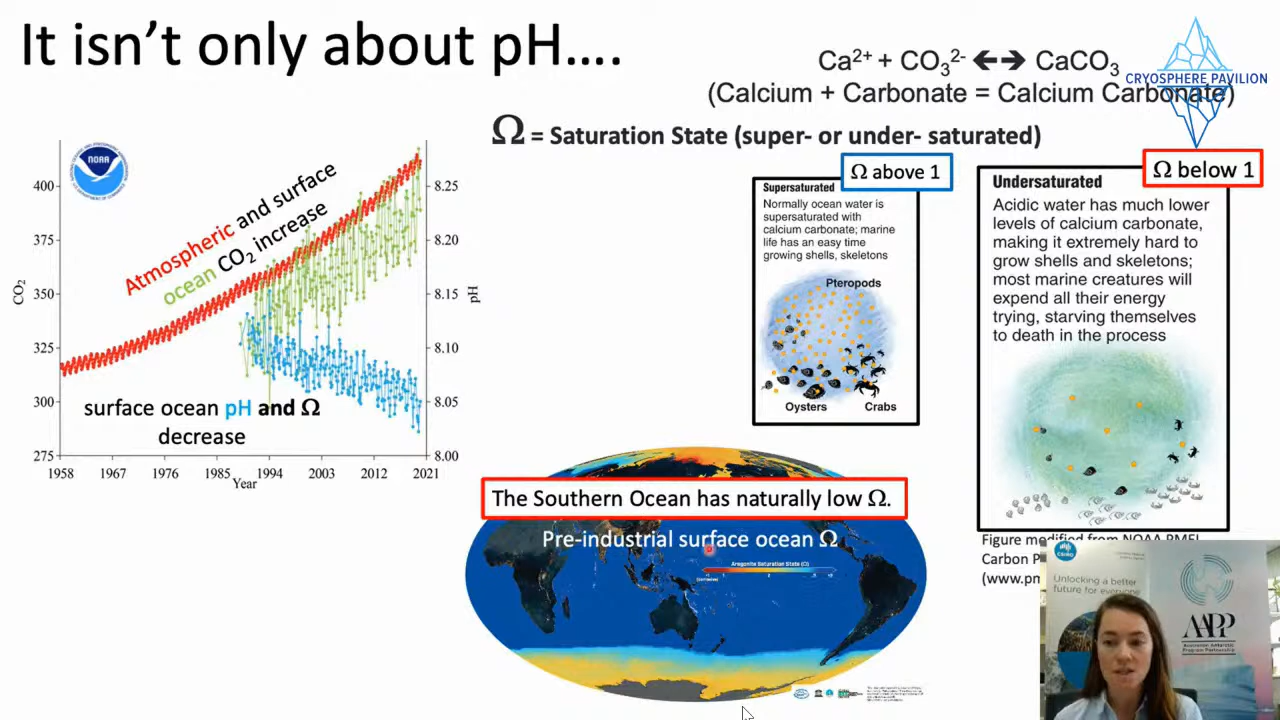 It isn’t only about pH....
Ca²⁺ + CO₃²⁻ ←→ CaCO₃
(Calcium + Carbonate = Calcium Carbonate)
CRYOSPHERE PAVILION
Ω = Saturation State (super- or under- saturated)
NOAA
Atmospheric and surface
ocean CO₂ increase
surface ocean pH and Ω
decrease
CO₂
400
375
350
325
300
275
8.25
8.20
8.15
8.10
8.05
8.00
pH
1958
1967
1976
1985
1994
2003
2012
2021
Year
Ω above 1
Supersaturated
Normally ocean water is
supersaturated with
calcium carbonate; marine
life has an easy time
growing shells, skeletons
Pteropods
Oysters
Crabs
Ω below 1
Undersaturated
Acidic water has much lower
levels of calcium carbonate,
making it extremely hard to
grow shells and skeletons;
most marine creatures will
expend all their energy
trying, starving themselves
to death in the process
The Southern Ocean has naturally low Ω.
Pre-industrial surface ocean Ω
Aragonite Saturation State (Ω)
Figure modified from NOAA PMEL
Carbon P
(www.pm
CSIRO
Unlocking a better
future for everyone
AAPP
Australian Antarctic
Program Partnership